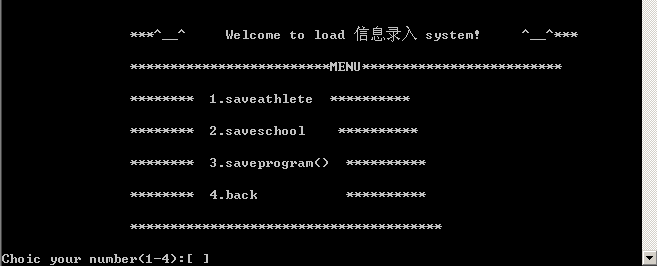 ***^__^     Welcome to load 信息录入 system!     ^__^***
*************************MENU*************************
********  1.saveathlete  **********
********  2.saveschool    **********
********  3.saveprogram()  **********
********  4.back           **********
***************************************
Choic your number(1-4):[ ]